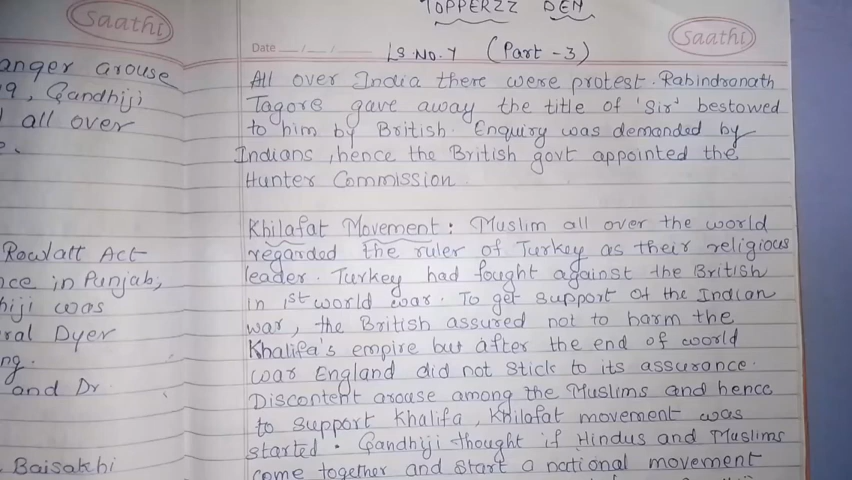 saathi
anger arouse
19, Gandhiji
all over
Rowlatt Act
nce in Punjab,
hiji was
ral Dyer
ng.
and Dr.
Baisakhi
TOPPERZZ DEN
saathi
Date __/__/__
LS.No.7 (Part-3)
All over India there were protest. Rabindranath
Tagore gave away the title of 'Sir' bestowed
to him by British. Enquiry was demanded by
Indians, hence the British govt appointed the
Hunter Commission.
Khilafat Movement: Muslim all over the world
regarded the ruler of Turkey as their religious
leader. Turkey had fought against the British
in 1st world war. To get support of the Indian
war, the British assured not to harm the
Khalifa's empire but after the end of world
war England did not stick to its assurance.
Discontent arouse among the Muslims and hence
to support Khalifa, Khilafat movement was
started. Gandhiji thought if Hindus and Muslims
come together and start a national movement